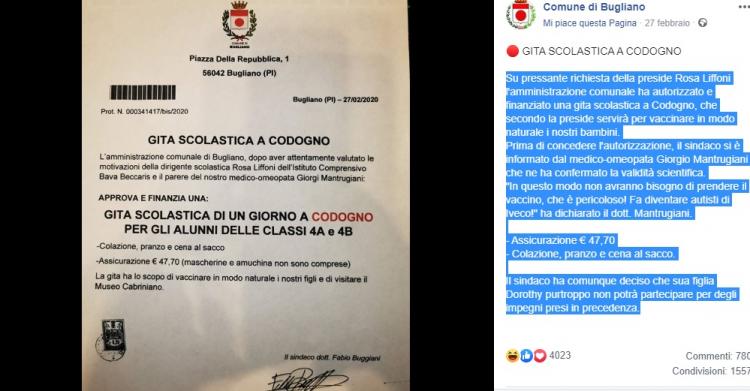 COMUNE DI
BUGLIANO
Piazza Della Repubblica, 1
56042 Bugliano (PI)
Prot. N. 000341417/bis/2020
Bugliano (PI) – 27/02/2020
GITA SCOLASTICA A CODOGNO
L'amministrazione comunale di Bugliano, dopo aver attentamente valutato le
motivazioni della dirigente scolastica Rosa Liffoni dell'Istituto Comprensivo
Bava Beccaris e il parere del nostro medico-omeopata Giorgi Mantrugiani:
APPROVA E FINANZIA UNA:
GITA SCOLASTICA DI UN GIORNO A CODOGNO
PER GLI ALUNNI DELLE CLASSI 4A e 4B
-Colazione, pranzo e cena al sacco
-Assicurazione € 47,70 (mascherine e amuchina non sono comprese)
La gita ha lo scopo di vaccinare in modo naturale i nostri figli e di visitare il
Museo Cabriniano.
Il sindaco dott. Fabio Buggiani
Comune di Bugliano
Mi piace questa Pagina · 27 febbraio ·
GITA SCOLASTICA A CODOGNO
Su pressante richiesta della preside Rosa Liffoni
l'amministrazione comunale ha autorizzato e
finanziato una gita scolastica a Codogno, che
secondo la preside servirà per vaccinare in modo
naturale i nostri bambini.
Prima di concedere l'autorizzazione, il sindaco si è
informato dal medico-omeopata Giorgio Mantrugiani
che ne ha confermato la validità scientifica.
"In questo modo non avranno bisogno di prendere il
vaccino, che è pericoloso! Fa diventare autisti di
Iveco!" ha dichiarato il dott. Mantrugiani.
- Assicurazione € 47,70
- Colazione, pranzo e cena al sacco.
Il sindaco ha comunque deciso che sua figlia
Dorothy purtroppo non potrà partecipare per degli
impegni presi in precedenza.
4023
Commenti: 780
Condivisioni: 1557